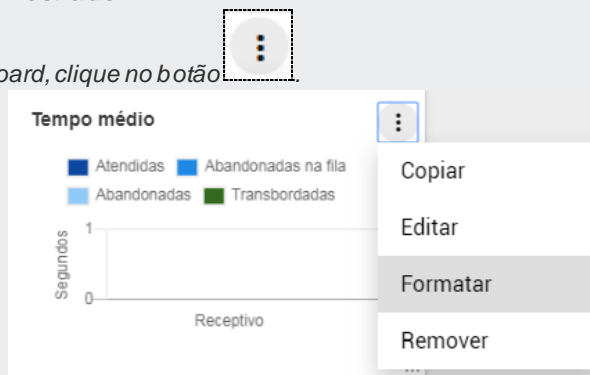 oard, clique no botão .
Tempo médio
Atendidas Abandonadas na fila
Abandonadas Transbordadas
Segundos
1
0
Receptivo
Copiar
Editar
Formatar
Remover